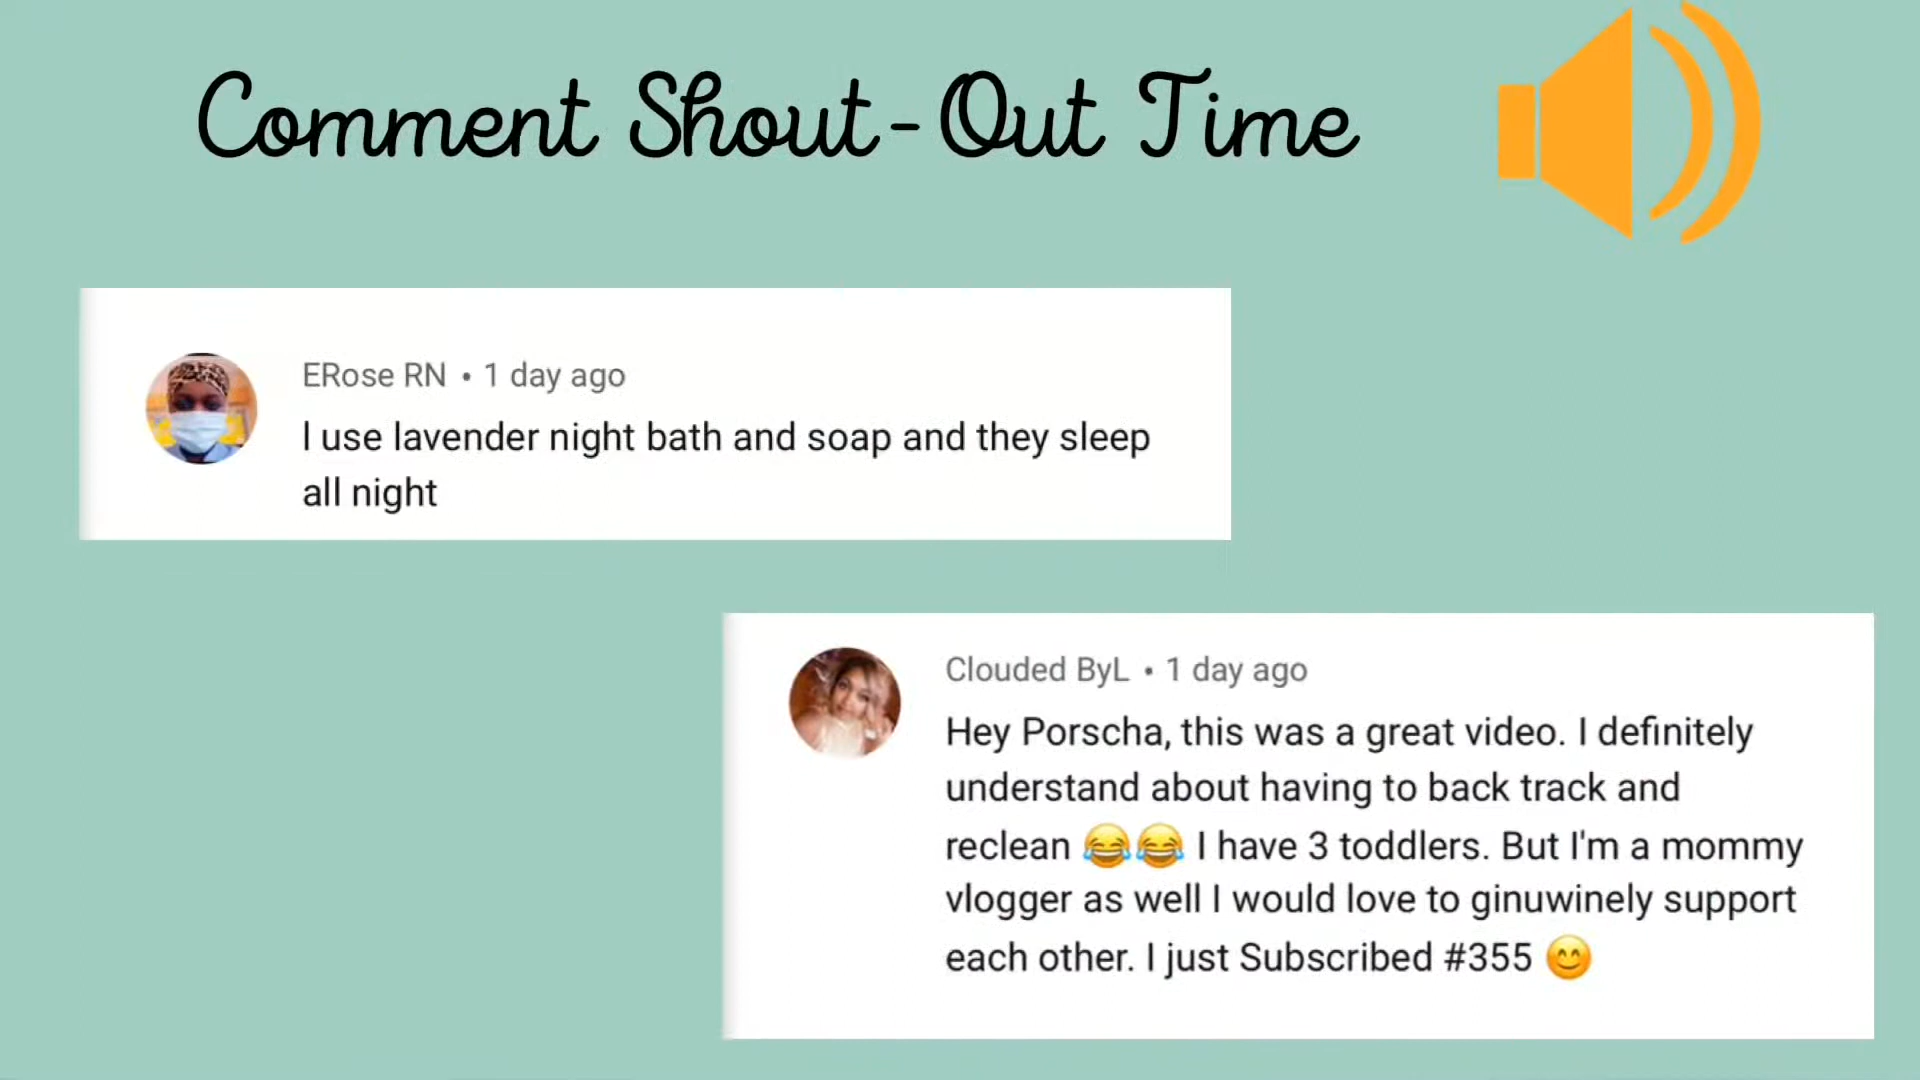 Comment Shout-Out Time
ERose RN • 1 day ago
I use lavender night bath and soap and they sleep
all night
Clouded ByL • 1 day ago
Hey Porscha, this was a great video. I definitely
understand about having to back track and
reclean 😂😂 I have 3 toddlers. But I'm a mommy
vlogger as well I would love to ginuwinely support
each other. I just Subscribed #355 😊